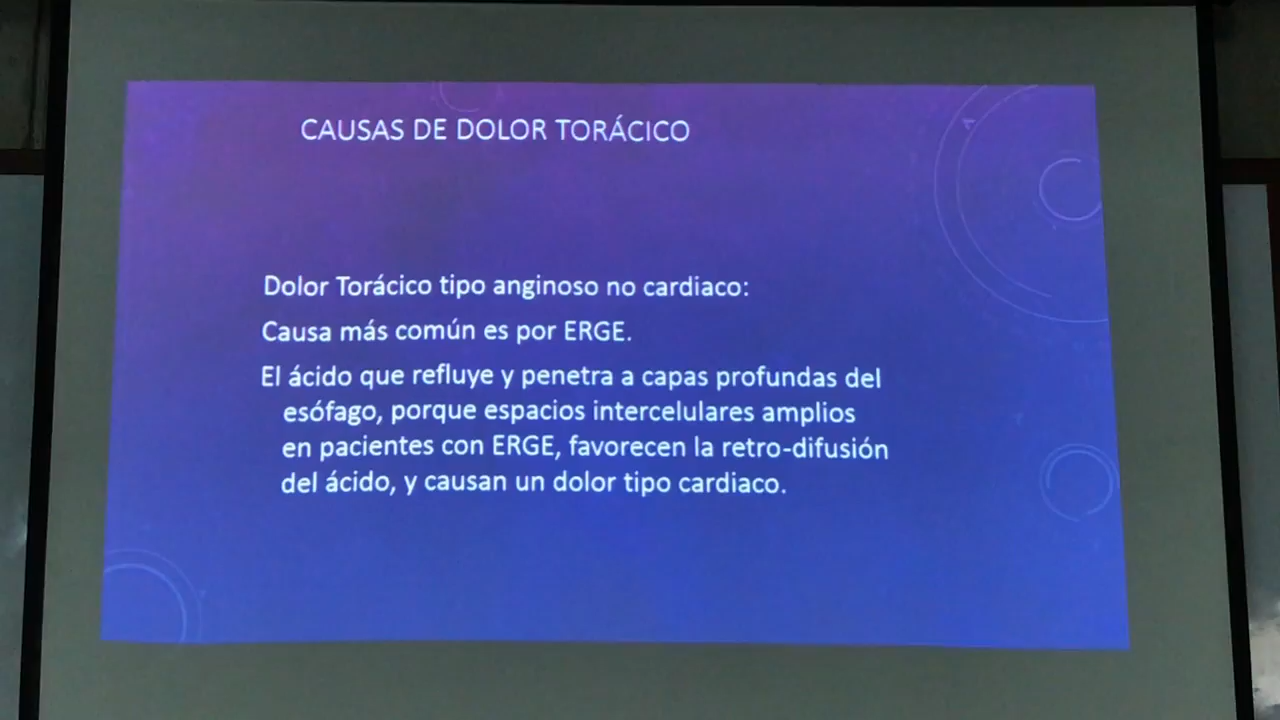 CAUSAS DE DOLOR TORÁCICO
Dolor Torácico tipo anginoso no cardiaco:
Causa más común es por ERGE.
El ácido que refluye y penetra a capas profundas del
esófago, porque espacios intercelulares amplios
en pacientes con ERGE, favorecen la retro-difusión
del ácido, y causan un dolor tipo cardiaco.